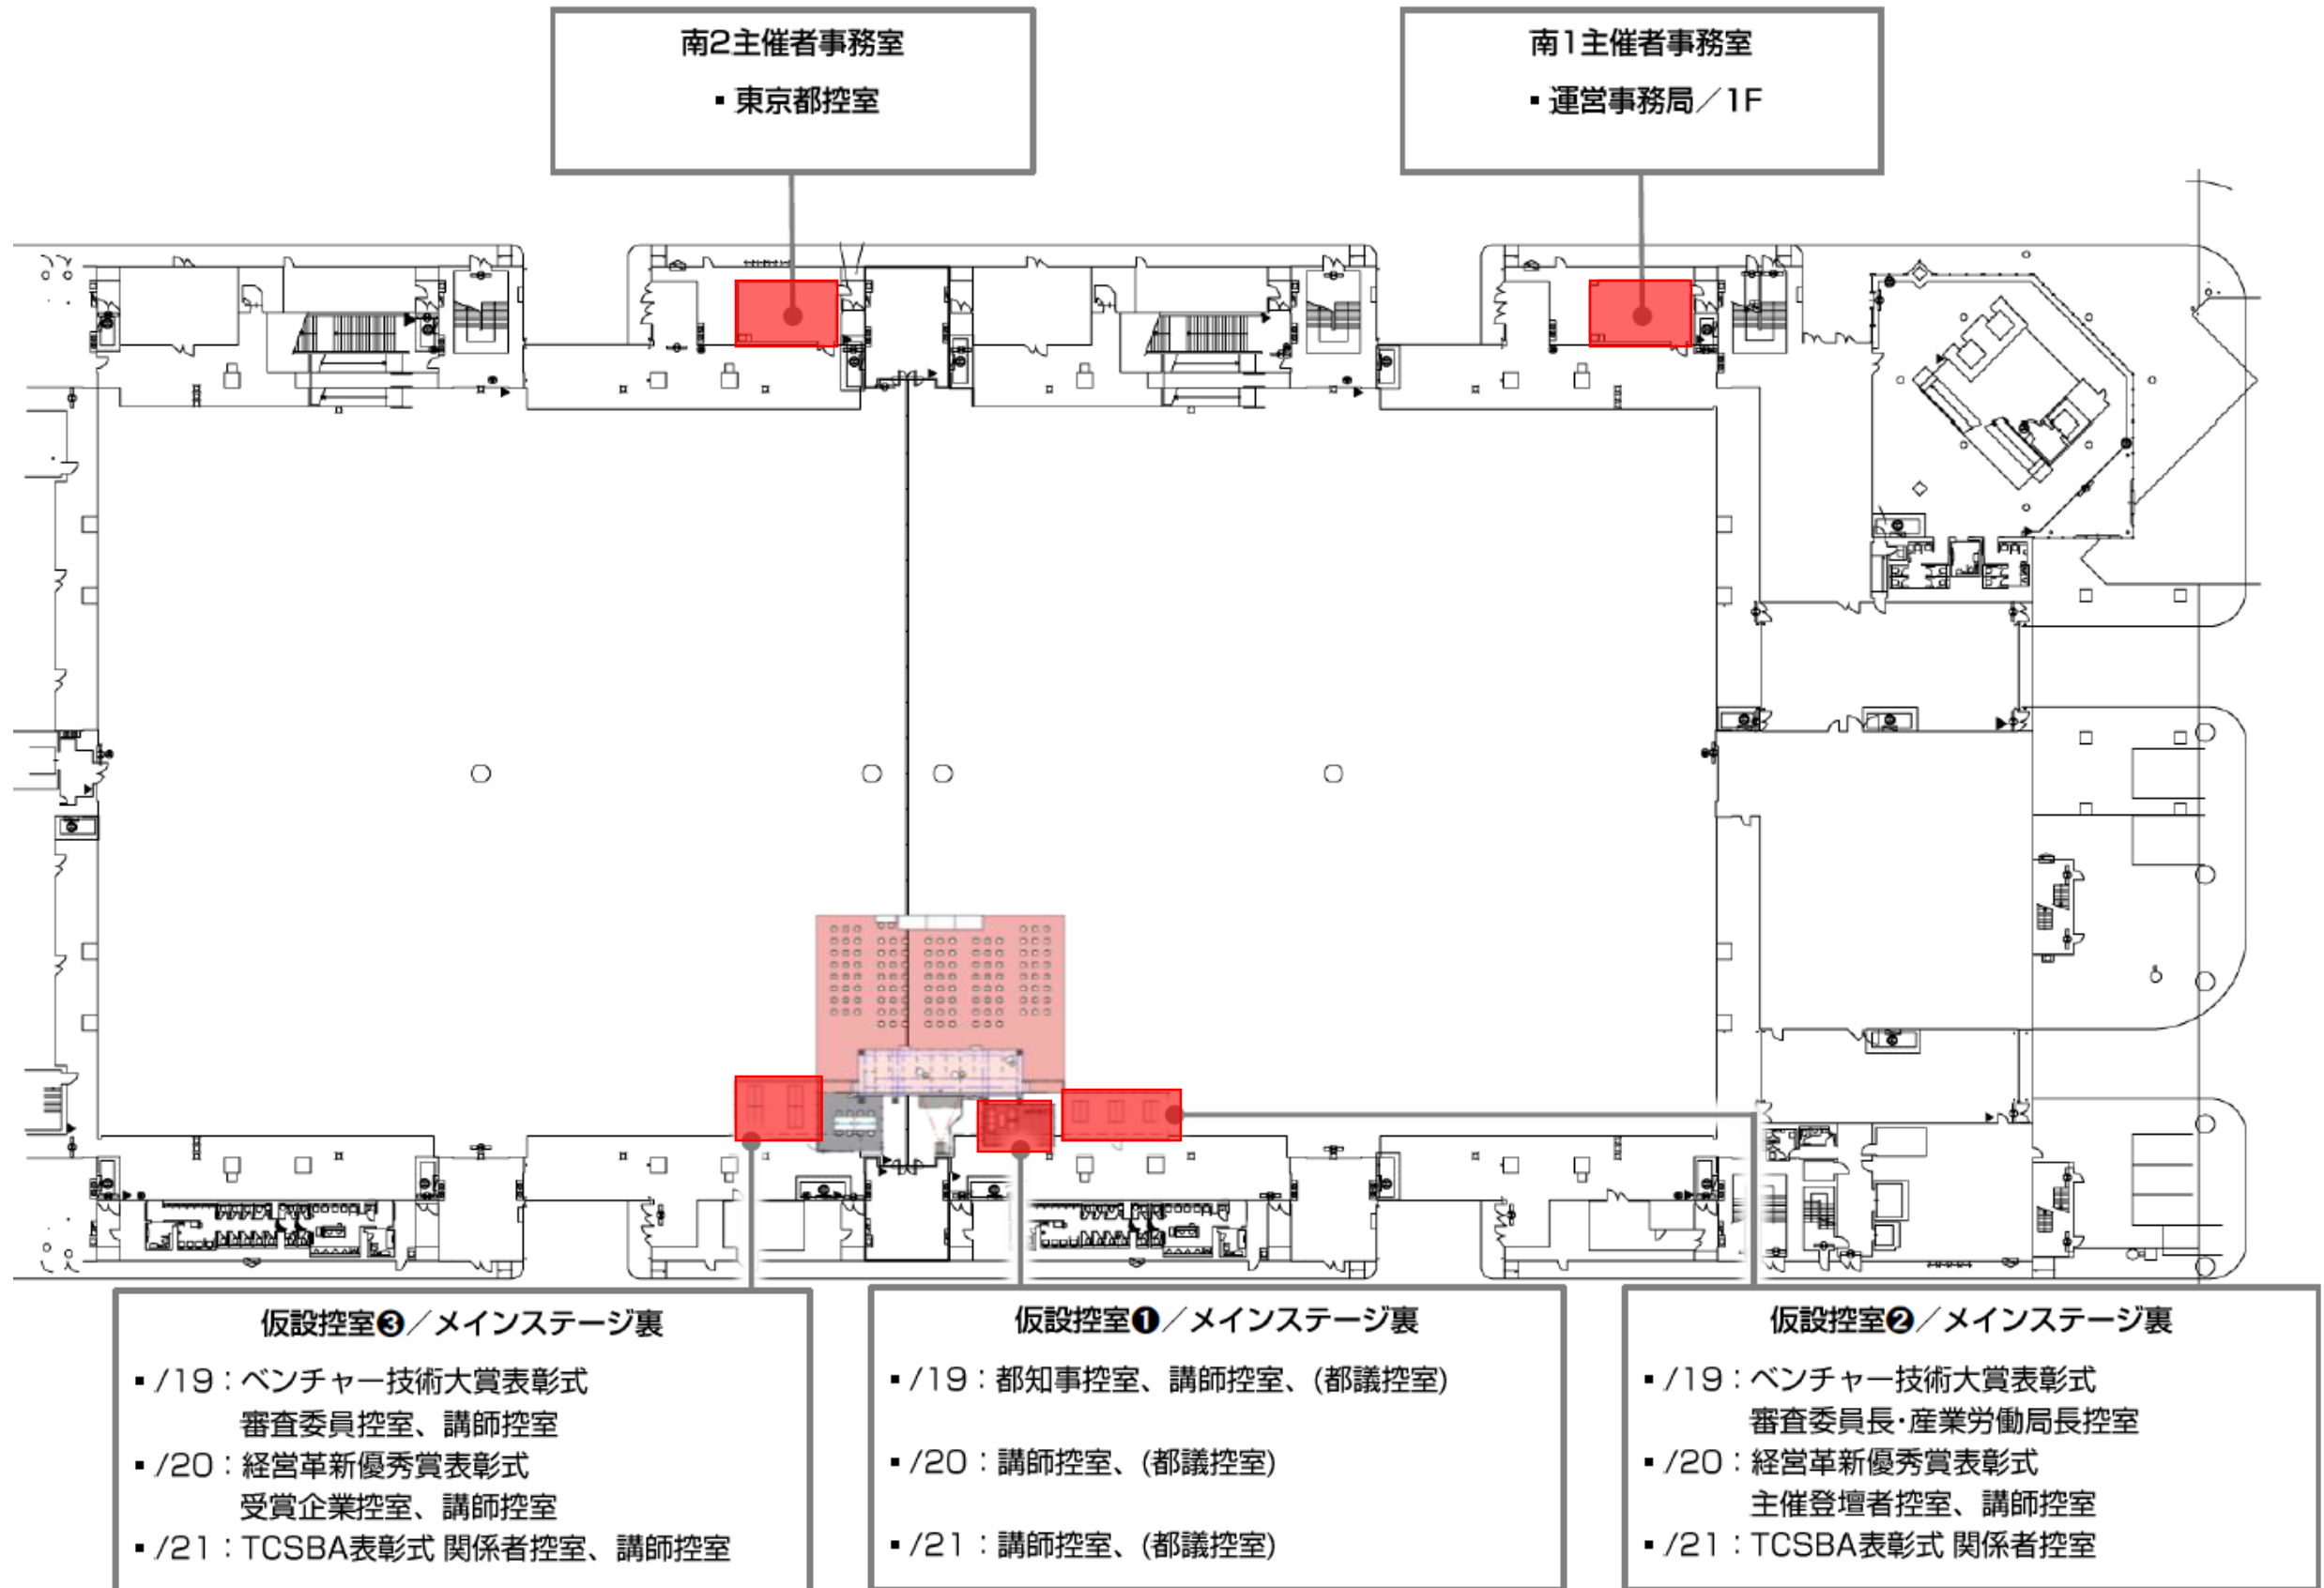 南2主催者事務室
▪ 東京都控室
南1主催者事務室
▪ 運営事務局／1F
仮設控室❸／メインステージ裏
▪ /19：ベンチャー技術大賞表彰式
審査委員控室、講師控室
▪ /20：経営革新優秀賞表彰式
受賞企業控室、講師控室
▪ /21：TCSBA表彰式 関係者控室、講師控室
仮設控室❶／メインステージ裏
▪ /19：都知事控室、講師控室、(都議控室)
▪ /20：講師控室、(都議控室)
▪ /21：講師控室、(都議控室)
仮設控室❷／メインステージ裏
▪ /19：ベンチャー技術大賞表彰式
審査委員長・産業労働局長控室
▪ /20：経営革新優秀賞表彰式
主催登壇者控室、講師控室
▪ /21：TCSBA表彰式 関係者控室